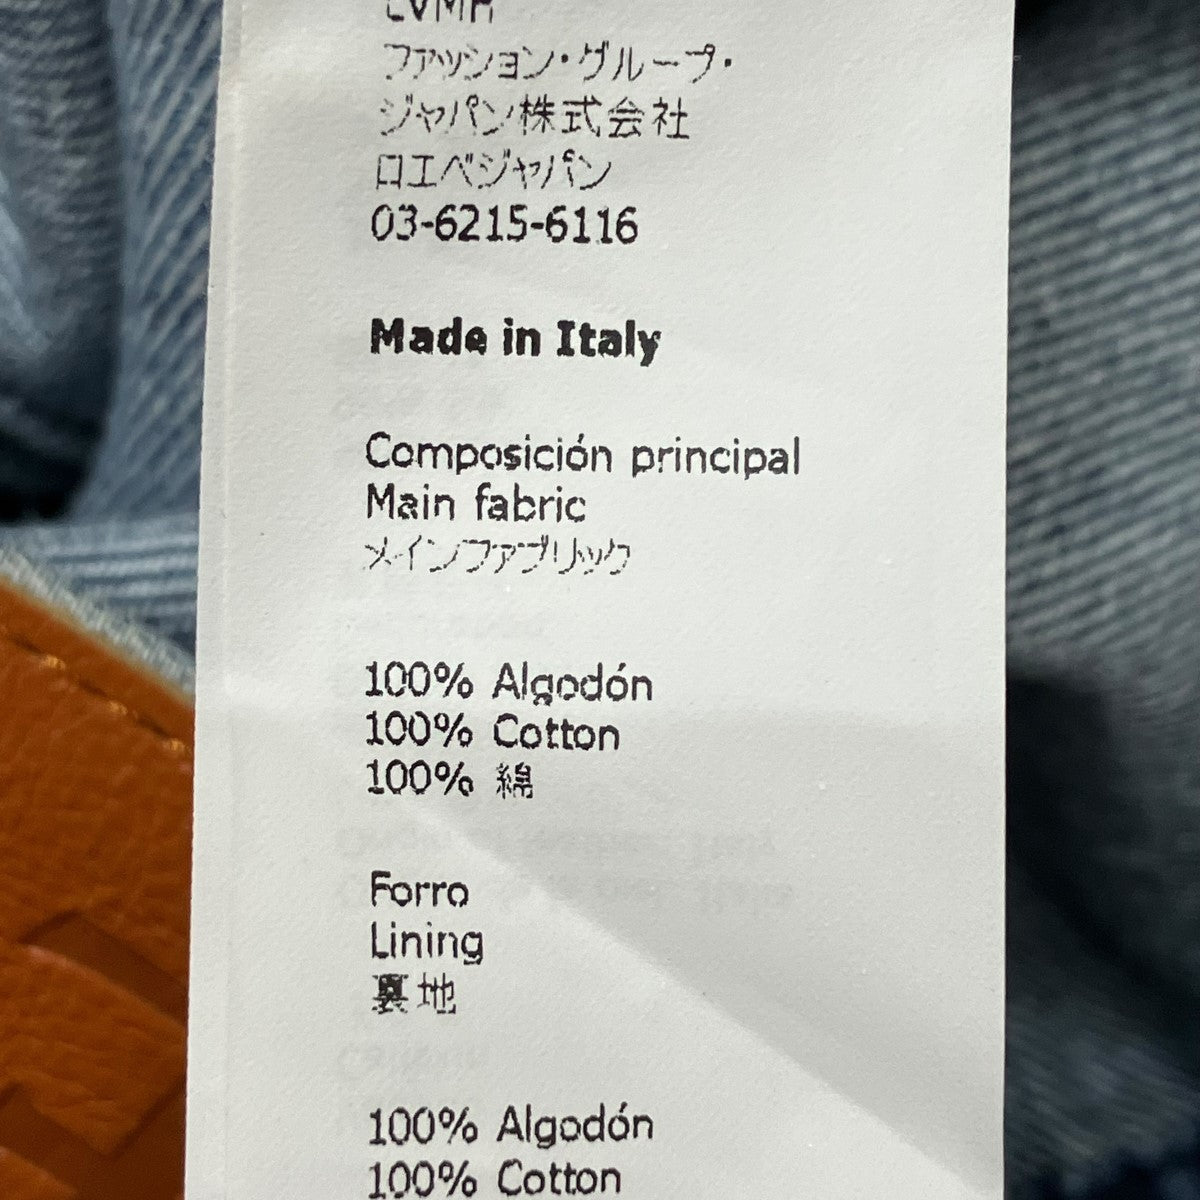 LVMH
ファッション・グループ・
ジャパン株式会社
ロエベジャパン
03-6215-6116
Made in Italy
Composición principal
Main fabric
メインファブリック
100% Algodón
100% Cotton
100% 綿
Forro
Lining
裏地
100% Algodón
100% Cotton